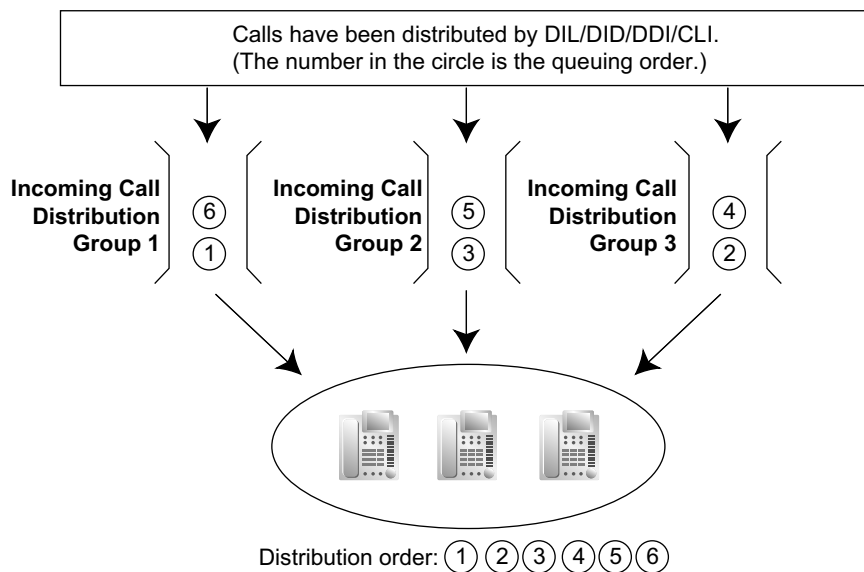 Calls have been distributed by DIL/DID/DDI/CLI.
(The number in the circle is the queuing order.)
Incoming Call
Distribution
Group 1
6
1
Incoming Call
Distribution
Group 2
5
3
Incoming Call
Distribution
Group 3
4
2
Distribution order: 1 2 3 4 5 6